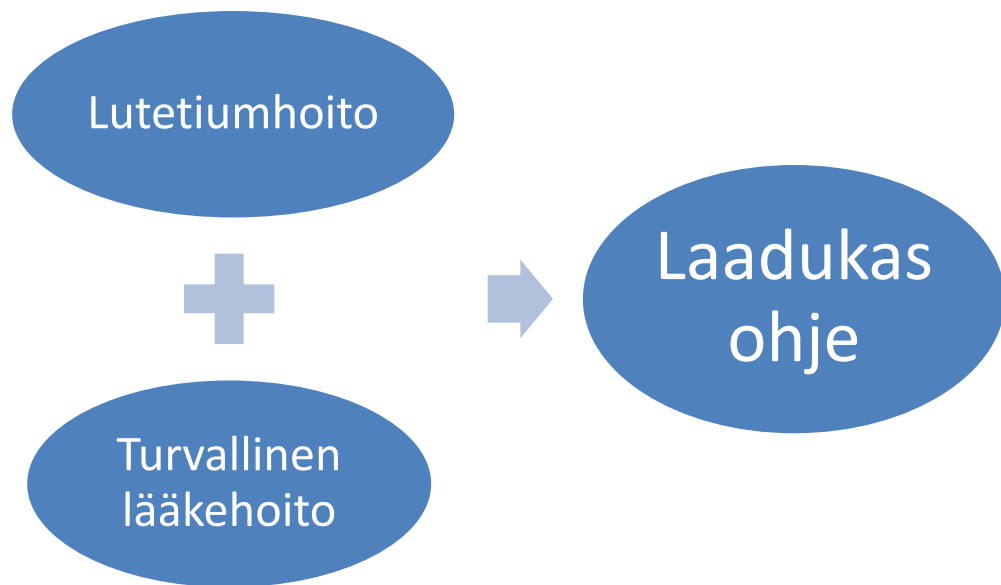 Lutetiumhoito
Turvallinen
lääkehoito
Laadukas
ohje